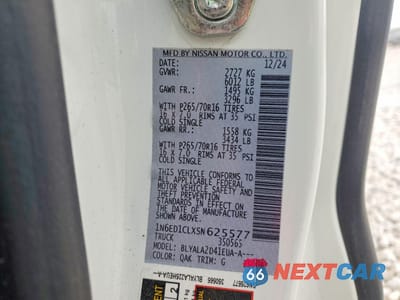 MFD BY NISSAN MOTOR CO., LTD.
DATE: 12/24
GVWR: 2727 KG
6012 LB
GAWR FR.: 1495 KG
3296 LB
WITH P265/70R16 TIRES
16 X 7.0 RIMS AT 35 PSI
COLD SINGLE
GAWR RR.: 1558 KG
3434 LB
WITH P265/70R16 TIRES
16 X 7.0 RIMS AT 35 PSI
COLD SINGLE
THIS VEHICLE CONFORMS TO
ALL APPLICABLE FEDERAL MOTOR
VEHICLE SAFETY AND
THEFT PREVENTION
STANDARDS IN EFFECT ON
THE DATE OF MANUFACTURE
SHOWN ABOVE.
1N6ED1CLXSN625577
TRUCK 350565
MODEL: BLYALAZD41EUA-A---
COLOR: QAK TRIM: G
66 NEXTCAR